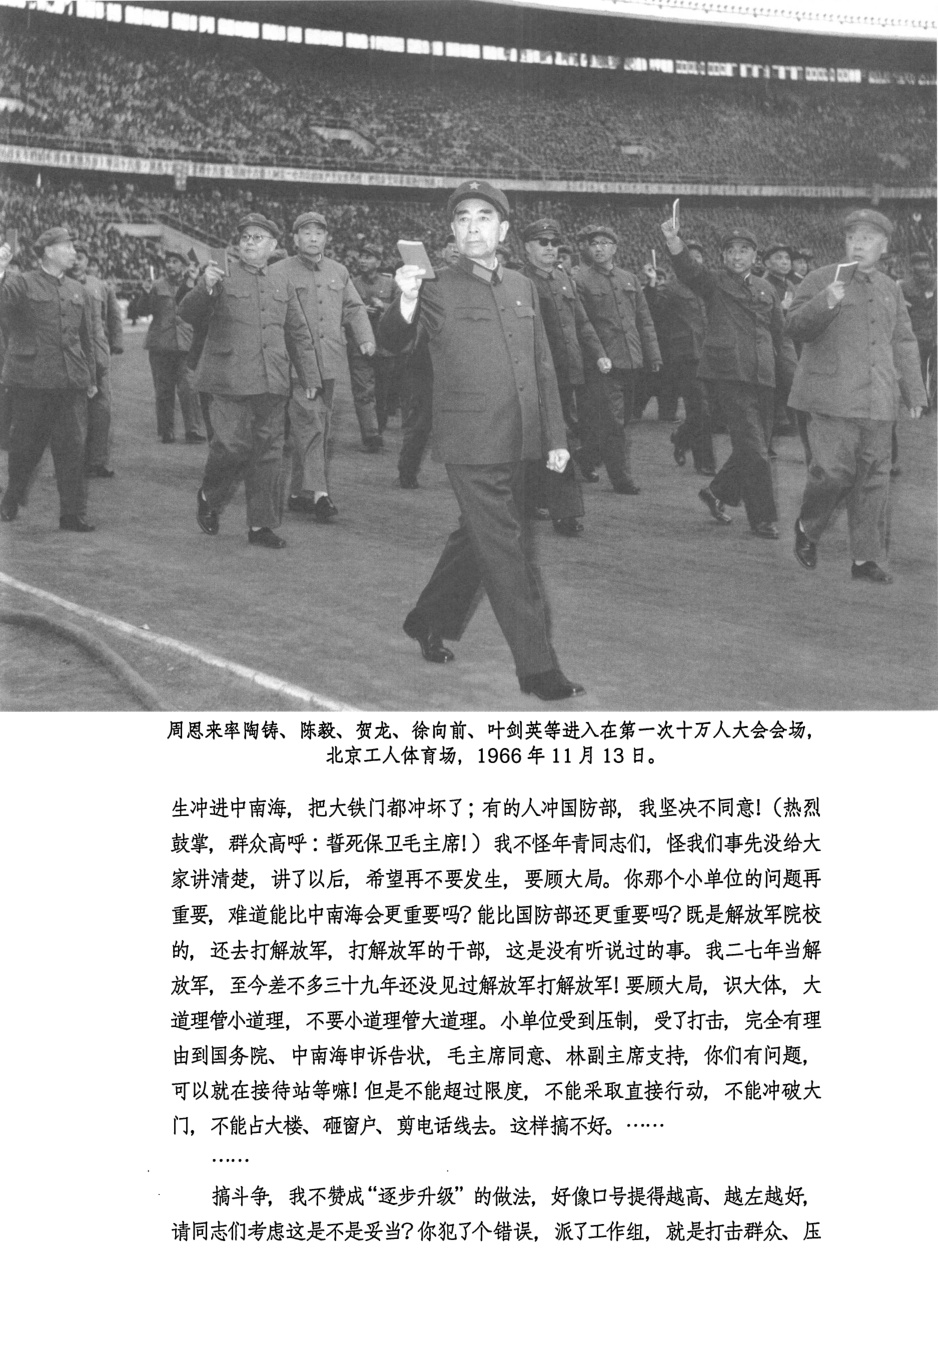 周恩来率陶铸、陈毅、贺龙、徐向前、叶剑英等进入在第一次十万人大会会场，
北京工人体育场，1966年11月13日。
生冲进中南海，把大铁门都冲坏了；有的人冲国防部，我坚决不同意！（热烈
鼓掌，群众高呼：誓死保卫毛主席！）我不怪年青同志们，怪我们事先没给大
家讲清楚，讲了以后，希望再不要发生，要顾大局。你那个小单位的问题再
重要，难道能比中南海会更重要吗？能比国防部还更重要吗？既是解放军院校
的，还去打解放军，打解放军的干部，这是没有听说过的事。我二七年当解
放军，至今差不多三十九年还没见过解放军打解放军！要顾大局，识大体，大
道理管小道理，不要小道理管大道理。小单位受到压制，受了打击，完全有理
由到国务院、中南海申诉告状，毛主席同意、林副主席支持，你们有问题，
可以就在接待站等嘛！但是不能超过限度，不能采取直接行动，不能冲破大
门，不能占大楼、砸窗户、剪电话线去。这样搞不好。……
……
搞斗争，我不赞成“逐步升级”的做法，好像口号提得越高、越左越好，
请同志们考虑这是不是妥当？你犯了个错误，派了工作组，就是打击群众、压